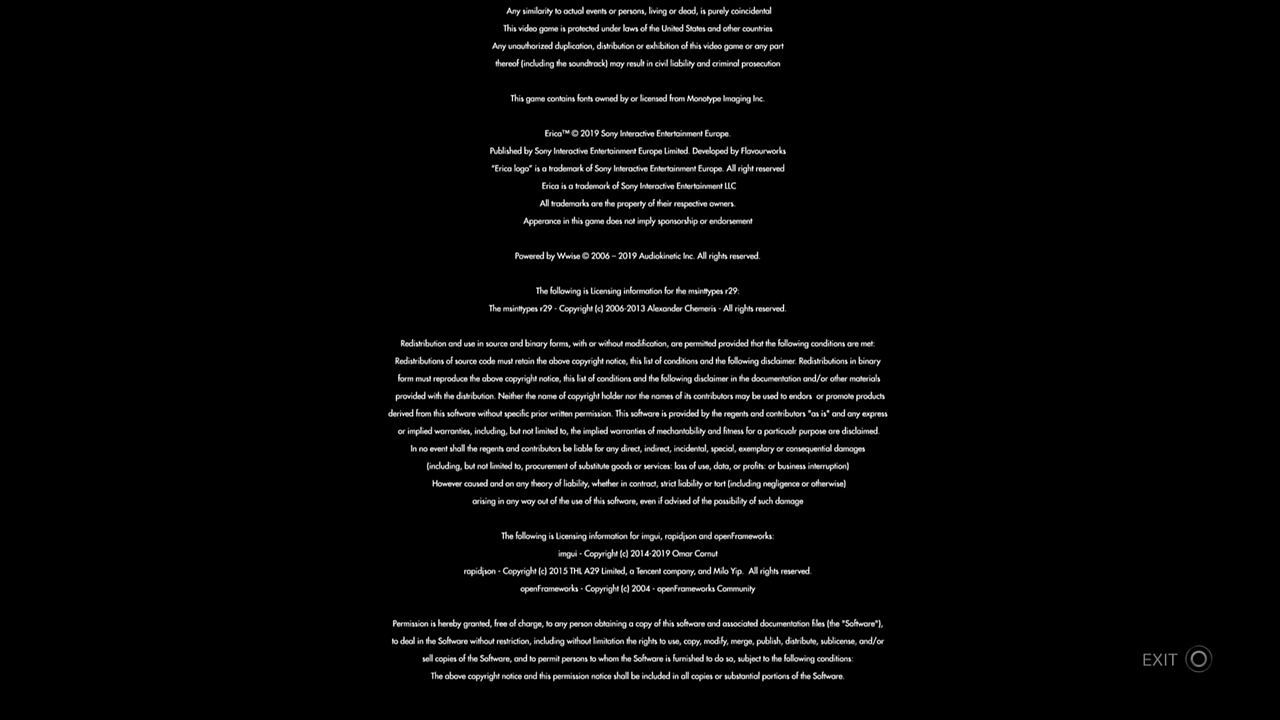 Any similarity to actual events or persons, living or dead, is purely coincidental
This video game is protected under laws of the United States and other countries
Any unauthorized duplication, distribution or exhibition of this video game or any part
thereof (including the soundtrack) may result in civil liability and criminal prosecution
This game contains fonts owned by or licensed from Monotype Imaging Inc.
Erica™ © 2019 Sony Interactive Entertainment Europe.
Published by Sony Interactive Entertainment Europe Limited. Developed by Flavourworks
"Erica logo" is a trademark of Sony Interactive Entertainment Europe. All right reserved
Erica is a trademark of Sony Interactive Entertainment LLC
All trademarks are the property of their respective owners.
Apperance in this game does not imply sponsorship or endorsement
Powered by Wwise © 2006 – 2019 Audiokinetic Inc. All rights reserved.
The following is Licensing information for the msinttypes r29:
The msinttypes r29 - Copyright (c) 2006-2013 Alexander Chemeris - All rights reserved.
Redistribution and use in source and binary forms, with or without modification, are permitted provided that the following conditions are met:
Redistributions of source code must retain the above copyright notice, this list of conditions and the following disclaimer. Redistributions in binary
form must reproduce the above copyright notice, this list of conditions and the following disclaimer in the documentation and/or other materials
provided with the distribution. Neither the name of copyright holder nor the names of its contributors may be used to endors  or promote products
derived from this software without specific prior written permission. This software is provided by the regents and contributors "as is" and any express
or implied warranties, including, but not limited to, the implied warranties of mechantability and fitness for a particualr purpose are disclaimed.
In no event shall the regents and contributors be liable for any direct, indirect, incidental, special, exemplary or consequential damages
(including, but not limited to, procurement of substitute goods or services: loss of use, data, or profits: or business interruption)
However caused and on any theory of liability, whether in contract, strict liability or tort (including negligence or otherwise)
arising in any way out of the use of this software, even if advised of the possibility of such damage
The following is Licensing information for imgui, rapidjson and openFrameworks:
imgui - Copyright (c) 2014-2019 Omar Cornut
rapidjson - Copyright (c) 2015 THL A29 Limited, a Tencent company, and Milo Yip.  All rights reserved.
openFrameworks - Copyright (c) 2004 - openFrameworks Community
Permission is hereby granted, free of charge, to any person obtaining a copy of this software and associated documentation files (the "Software"),
to deal in the Software without restriction, including without limitation the rights to use, copy, modify, merge, publish, distribute, sublicense, and/or
sell copies of the Software, and to permit persons to whom the Software is furnished to do so, subject to the following conditions:
EXIT
The above copyright notice and this permission notice shall be included in all copies or substantial portions of the Software.